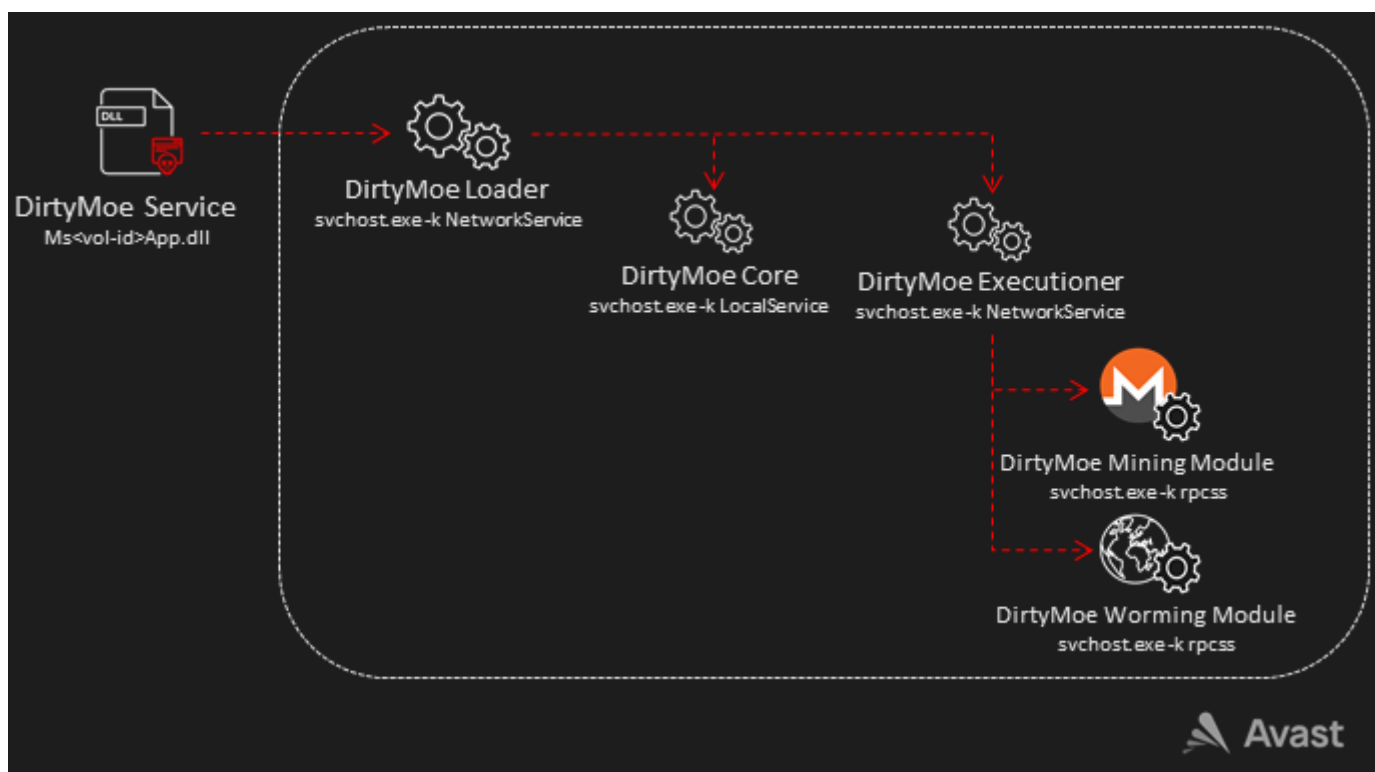 DLL
DirtyMoe Service
Ms<vol-id>App.dll
DirtyMoe Loader
svchost.exe -k NetworkService
DirtyMoe Core
svchost.exe -k LocalService
DirtyMoe Executioner
svchost.exe -k NetworkService
DirtyMoe Mining Module
svchost.exe -k rpcss
DirtyMoe Worming Module
svchost.exe -k rpcss
Avast